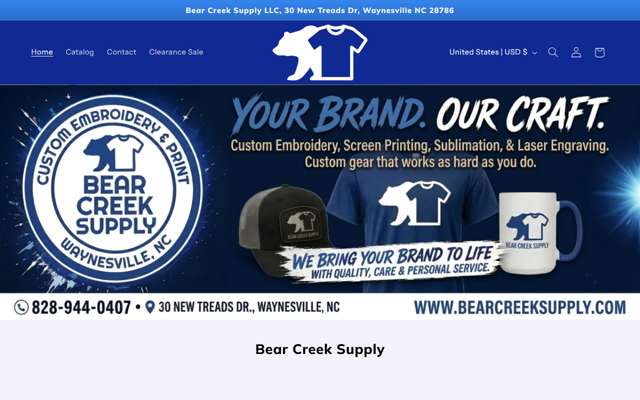 Bear Creek Supply LLC, 30 New Treads Dr, Waynesville NC 28786
Home
Catalog
Contact
Clearance Sale
United States | USD $
CUSTOM EMBROIDERY & PRINT
BEAR
CREEK
SUPPLY
WAYNESVILLE, NC
YOUR BRAND. OUR CRAFT.
Custom Embroidery, Screen Printing, Sublimation, & Laser Engraving.
Custom gear that works as hard as you do.
BEAR CREEK SUPPLY
BEAR CREEK SUPPLY
WE BRING YOUR BRAND TO LIFE
WITH QUALITY, CARE & PERSONAL SERVICE.
828-944-0407 • 30 NEW TREADS DR., WAYNESVILLE, NC
WWW.BEARCREEKSUPPLY.COM
Bear Creek Supply